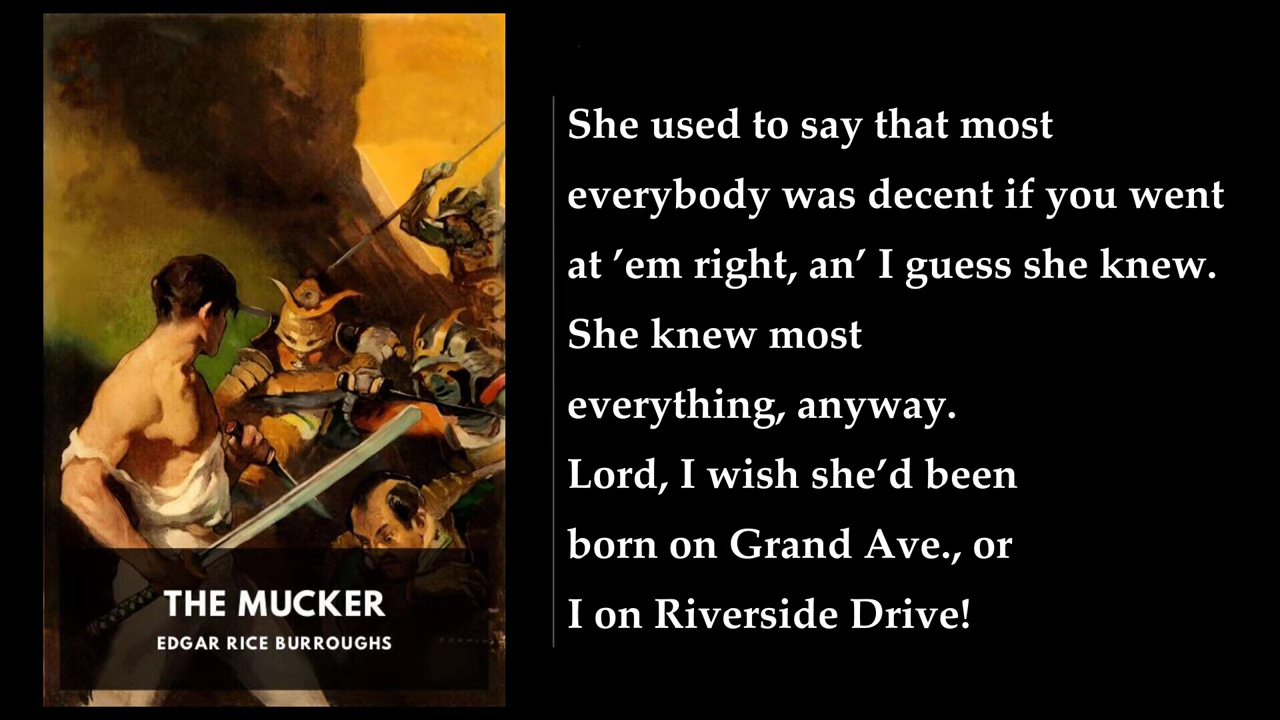 THE MUCKER
EDGAR RICE BURROUGHS
She used to say that most
everybody was decent if you went
at ’em right, an’ I guess she knew.
She knew most
everything, anyway.
Lord, I wish she’d been
born on Grand Ave., or
I on Riverside Drive!